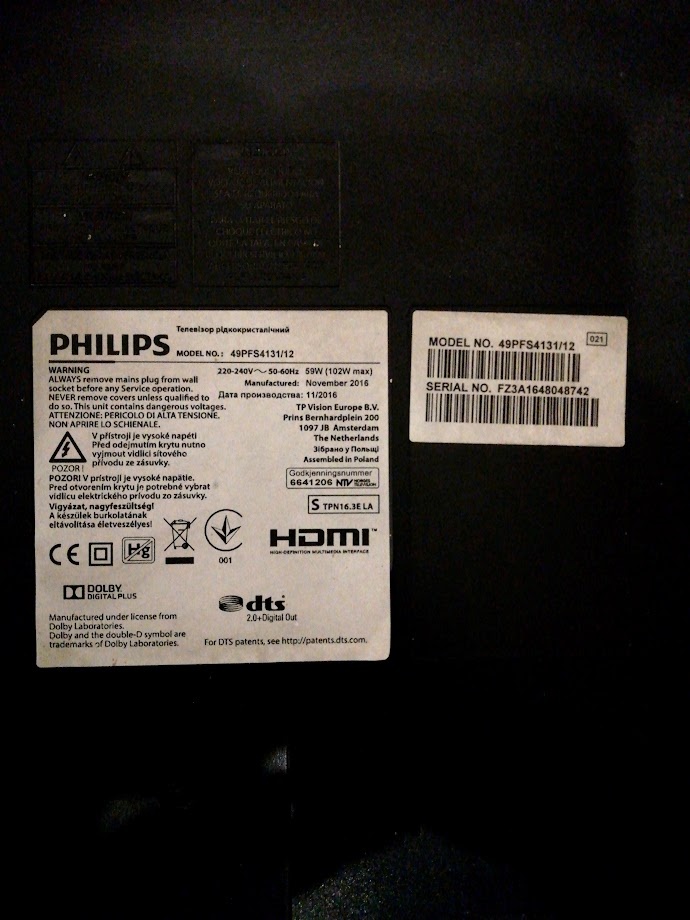 Телевізор рідкокристалічний
PHILIPS
MODEL NO.: 49PFS4131/12
WARNING
ALWAYS remove mains plug from wall
socket before any Service operation.
NEVER remove covers unless qualified to
do so. This unit contains dangerous voltages.
ATTENZIONE: PERICOLO DI ALTA TENSIONE.
NON APRIRE LO SCHIENALE.
V přístroji je vysoké napětí
Před odejmutím krytu nutno
vyjmout vidlici síťového
přívodu ze zásuvky.
POZOR !
POZOR! V prístroji je vysoké napätie.
Pred otvorením krytu je potrebné vybrat
vidlicu elektrického prívodu zo zásuvky.
Vigyázat, nagyfeszültség!
A készülek burkolatának
eltávolítása életveszélyes!
220-240V ~ 50-60Hz 59W (102W max)
Manufactured: November 2016
Дата производства: 11/2016
TP Vision Europe B.V.
Prins Bernhardplein 200
1097 JB Amsterdam
The Netherlands
Зібрано у Польщі
Assembled in Poland
Godkjenningsnummer
6641206 NTV
S TPN16.3E LA
CE
Hg
001
HDMI™
HIGH-DEFINITION MULTIMEDIA INTERFACE
DOLBY
DIGITAL PLUS
dts
2.0+Digital Out
Manufactured under license from
Dolby Laboratories.
Dolby and the double-D symbol are
trademarks of Dolby Laboratories.
For DTS patents, see http://patents.dts.com.
MODEL NO. 49PFS4131/12
021
SERIAL NO. FZ3A1648048742